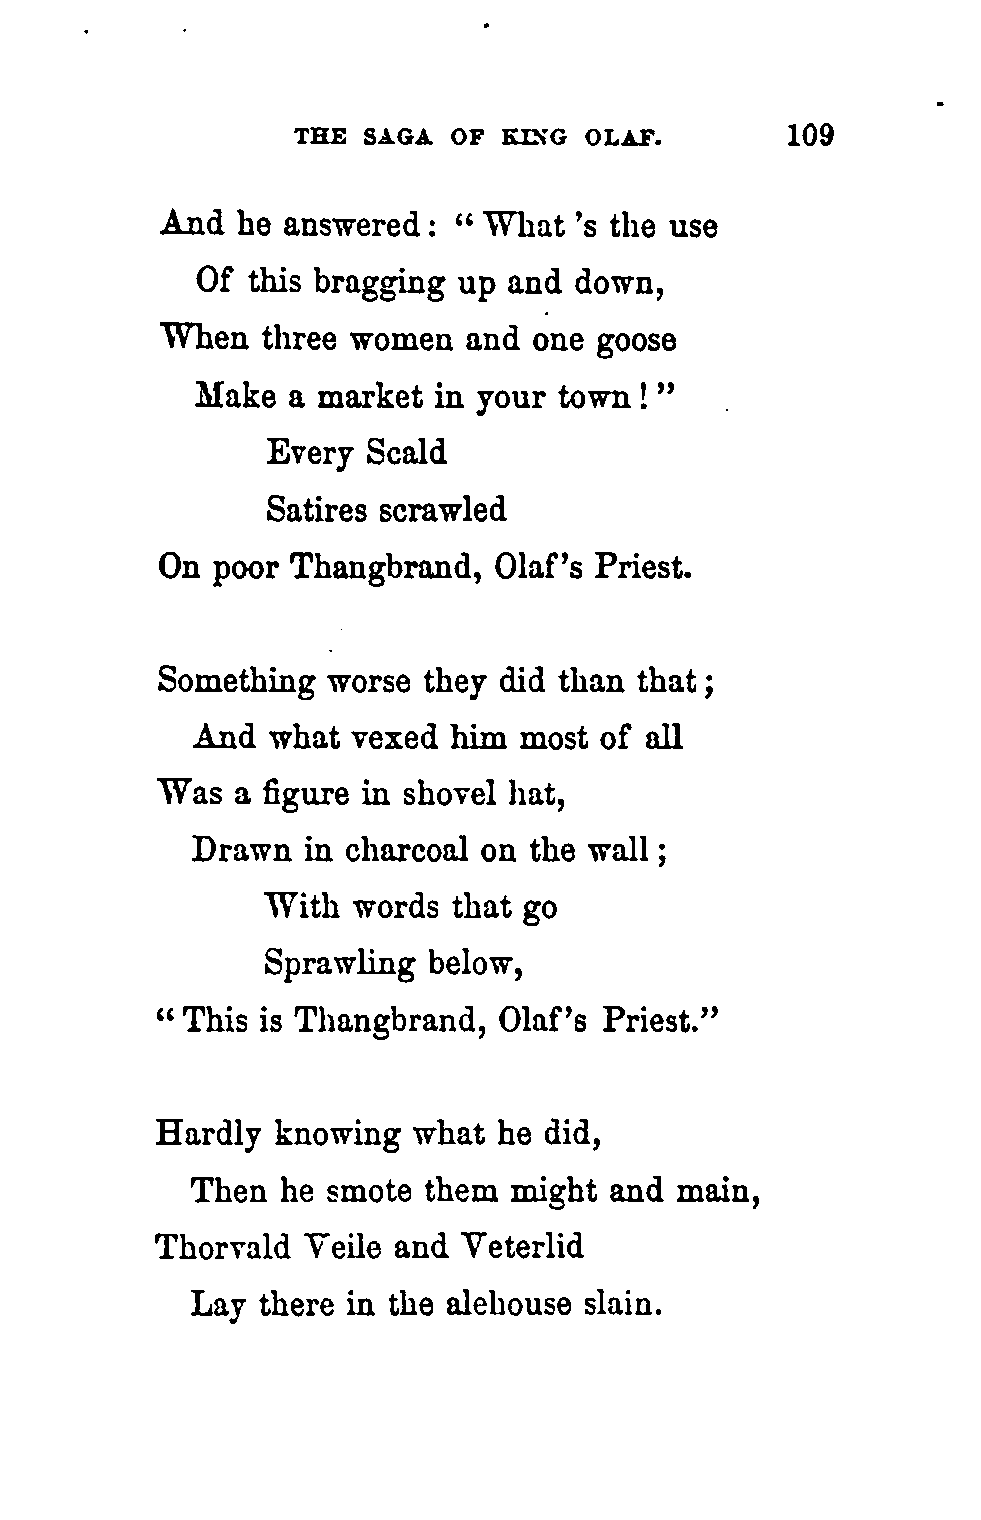 THE SAGA OF KING OLAF. 109
And he answered: “What 's the use
Of this bragging up and down,
When three women and one goose
Make a market in your town!”
Every Scald
Satires scrawled
On poor Thangbrand, Olaf's Priest.
Something worse they did than that;
And what vexed him most of all
Was a figure in shovel hat,
Drawn in charcoal on the wall;
With words that go
Sprawling below,
“This is Thangbrand, Olaf's Priest.”
Hardly knowing what he did,
Then he smote them might and main,
Thorvald Veile and Veterlid
Lay there in the alehouse slain.